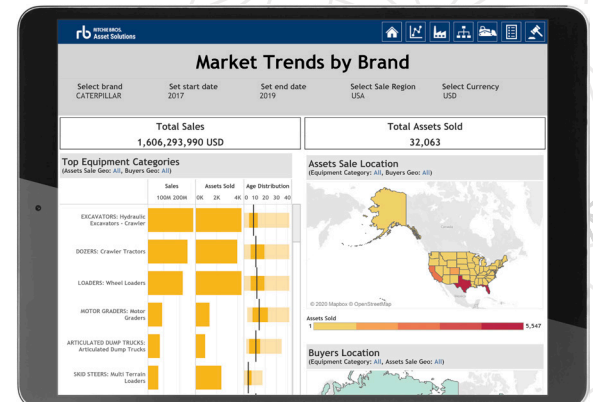 rb RITCHIE BROS.
Asset Solutions
Market Trends by Brand
Select brand
CATERPILLAR
Set start date
2017
Set end date
2019
Select Sale Region
USA
Select Currency
USD
Total Sales
1,606,293,990 USD
Total Assets Sold
32,063
Top Equipment Categories
(Assets Sale Geo: All, Buyers Geo: All)
Sales Assets Sold Age Distribution
100M 200M 0K 2K 4K 0 10 20 30 40
EXCAVATORS: Hydraulic
Excavators - Crawler
DOZERS: Crawler Tractors
LOADERS: Wheel Loaders
MOTOR GRADERS: Motor
Graders
ARTICULATED DUMP TRUCKS:
Articulated Dump Trucks
SKID STEERS: Multi Terrain
Loaders
Assets Sale Location
(Equipment Category: All, Buyers Geo: All)
© 2020 Mapbox © OpenStreetMap
Assets Sold
1 5,547
Buyers Location
(Equipment Category: All, Assets Sale Geo: All)